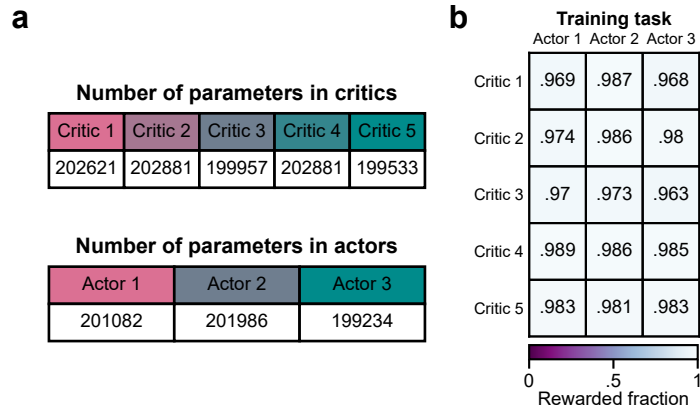 a
Number of parameters in critics
Critic 1 Critic 2 Critic 3 Critic 4 Critic 5
202621 202881 199957 202881 199533
Number of parameters in actors
Actor 1 Actor 2 Actor 3
201082 201986 199234
b
Training task
Actor 1 Actor 2 Actor 3
Critic 1 .969 .987 .968
Critic 2 .974 .986 .98
Critic 3 .97 .973 .963
Critic 4 .989 .986 .985
Critic 5 .983 .981 .983
0 .5 1
Rewarded fraction